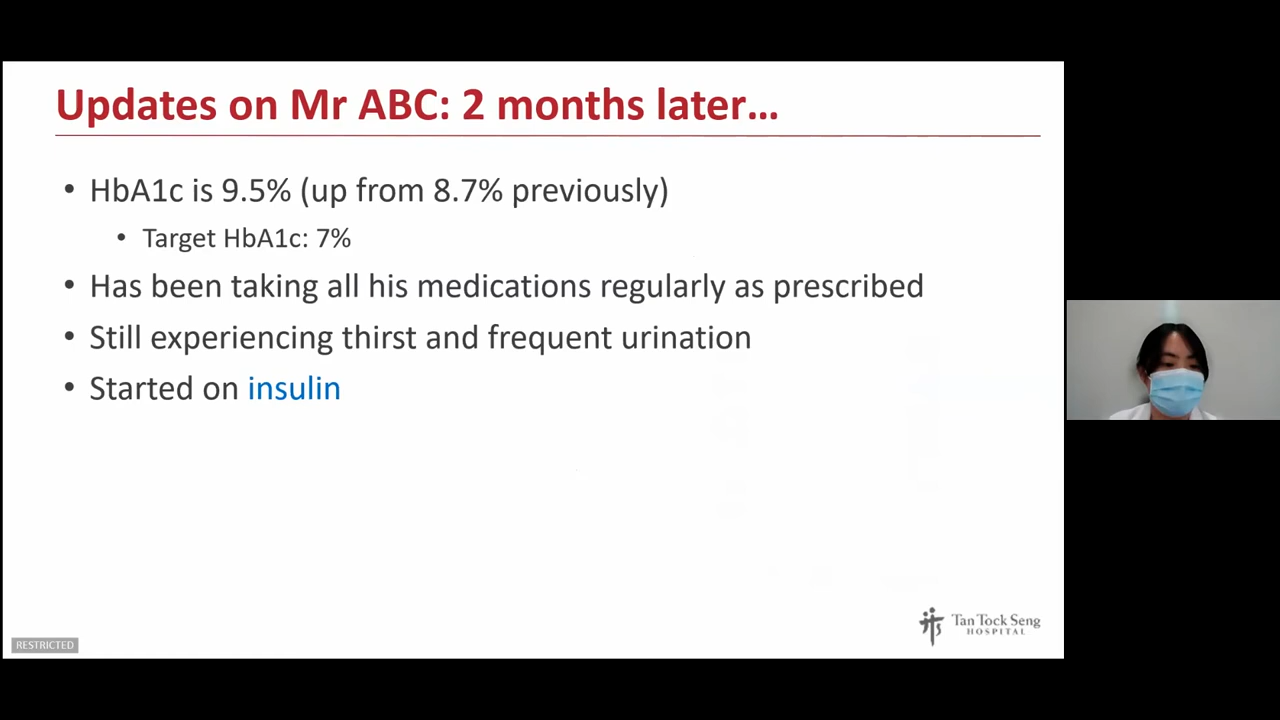 Updates on Mr ABC: 2 months later...
• HbA1c is 9.5% (up from 8.7% previously)
• Target HbA1c: 7%
• Has been taking all his medications regularly as prescribed
• Still experiencing thirst and frequent urination
• Started on insulin
Tan Tock Seng
HOSPITAL
RESTRICTED